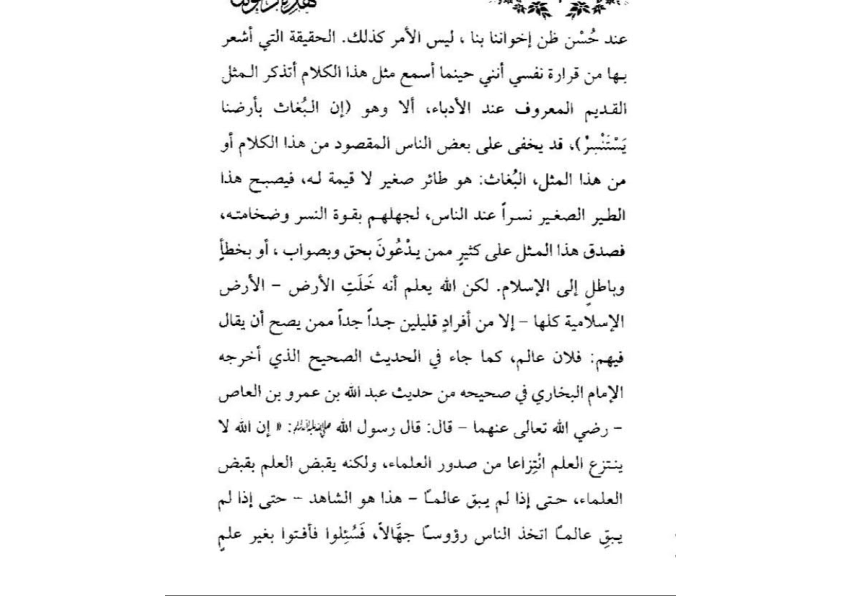 عند حُسْن ظن إخواننا بنا ، ليس الأمر كذلك. الحقيقة التي أشعر
بها من قرارة نفسي أنني حينما أسمع مثل هذا الكلام أتذكر المثل
القديم المعروف عند الأدباء، ألا وهو (إن البُغاث بأرضنا
يَسْتَنْسِرْ)، قد يخفى على بعض الناس المقصود من هذا الكلام أو
من هذا المثل، البُغاث: هو طائر صغير لا قيمة له، فيصبح هذا
الطير الصغير نسراً عند الناس، لجهلهم بقوة النسر وضخامته،
فصدق هذا المثل على كثيرٍ ممن يدْعُونَ بحق وبصواب ، أو بخطأٍ
وباطلٍ إلى الإسلام. لكن الله يعلم أنه خَلَتِ الأرض – الأرض
الإسلامية كلها – إلا من أفرادٍ قليلين جداً جداً ممن يصح أن يقال
فيهم: فلان عالم، كما جاء في الحديث الصحيح الذي أخرجه
الإمام البخاري في صحيحه من حديث عبد الله بن عمرو بن العاص
– رضي الله تعالى عنهما – قال: قال رسول الله ﷺ: « إن الله لا
ينتزع العلم انْتِزاعا من صدور العلماء، ولكنه يقبض العلم بقبض
العلماء، حتى إذا لم يبق عالماً – هذا هو الشاهد – حتى إذا لم
يبقِ عالماً اتخذ الناس رؤوساً جهَّالاً، فَسُئِلوا فأفتوا بغير علمٍ